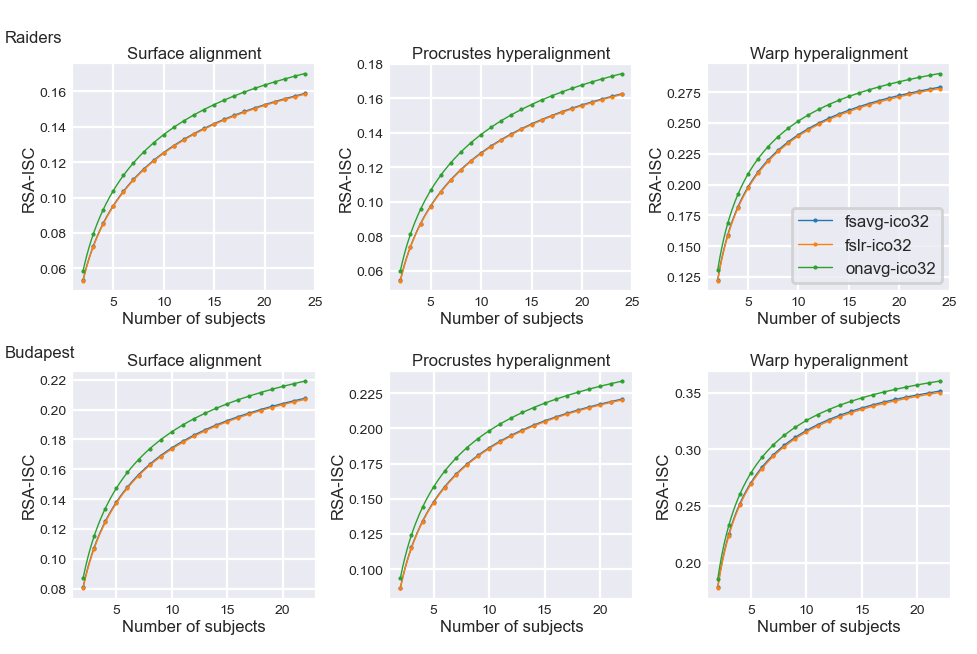 Raiders
Surface alignment
Procrustes hyperalignment
Warp hyperalignment
RSA-ISC
0.16
0.14
0.12
0.10
0.08
0.06
5
10
15
20
25
Number of subjects
RSA-ISC
0.18
0.16
0.14
0.12
0.10
0.08
0.06
5
10
15
20
25
Number of subjects
RSA-ISC
0.275
0.250
0.225
0.200
0.175
0.150
0.125
fsavg-ico32
fslr-ico32
onavg-ico32
5
10
15
20
25
Number of subjects
Budapest
Surface alignment
Procrustes hyperalignment
Warp hyperalignment
RSA-ISC
0.22
0.20
0.18
0.16
0.14
0.12
0.10
0.08
5
10
15
20
Number of subjects
RSA-ISC
0.225
0.200
0.175
0.150
0.125
0.100
5
10
15
20
Number of subjects
RSA-ISC
0.35
0.30
0.25
0.20
5
10
15
20
Number of subjects